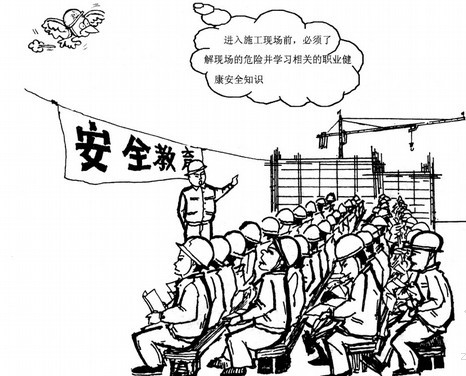 进入施工现场前，必须了
解现场的危险并学习相关的职业健
康安全知识
安全教育